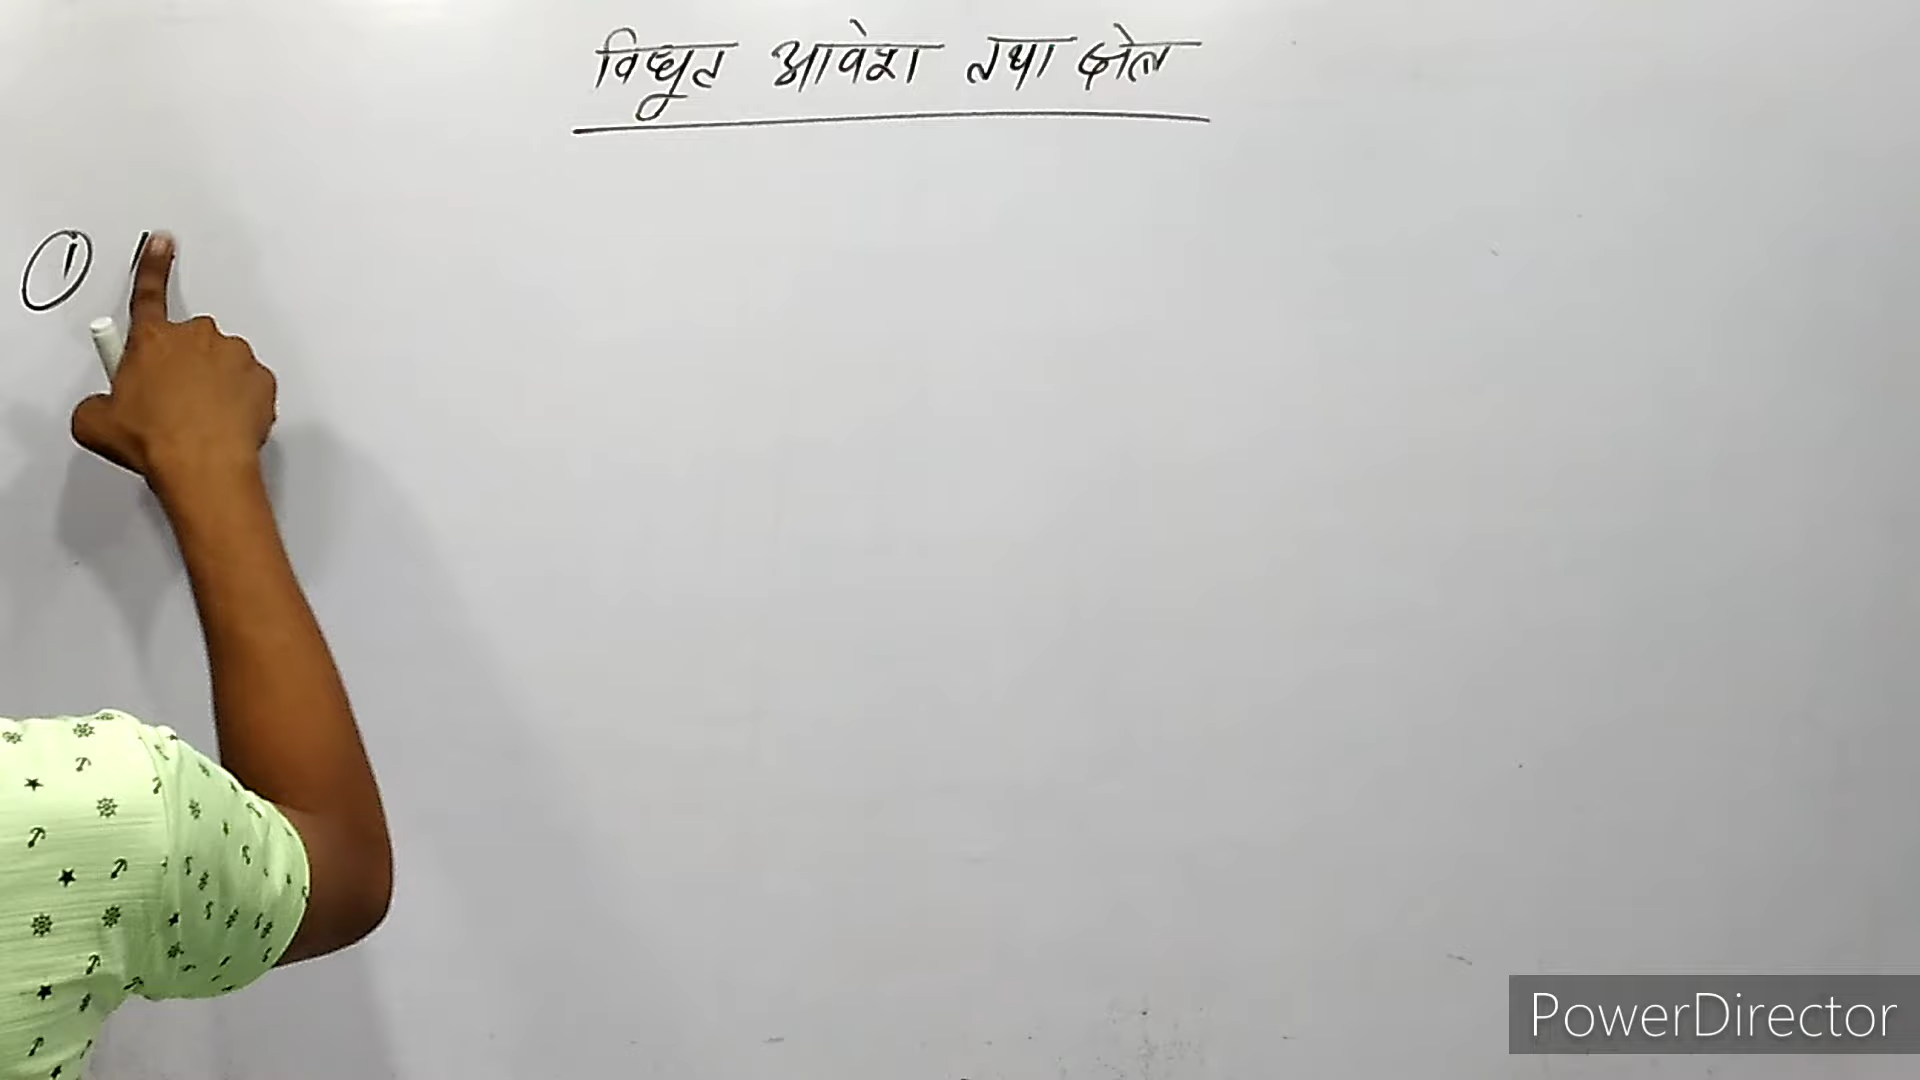 विधुत आवेश तथा क्षेत्र
① 
PowerDirector